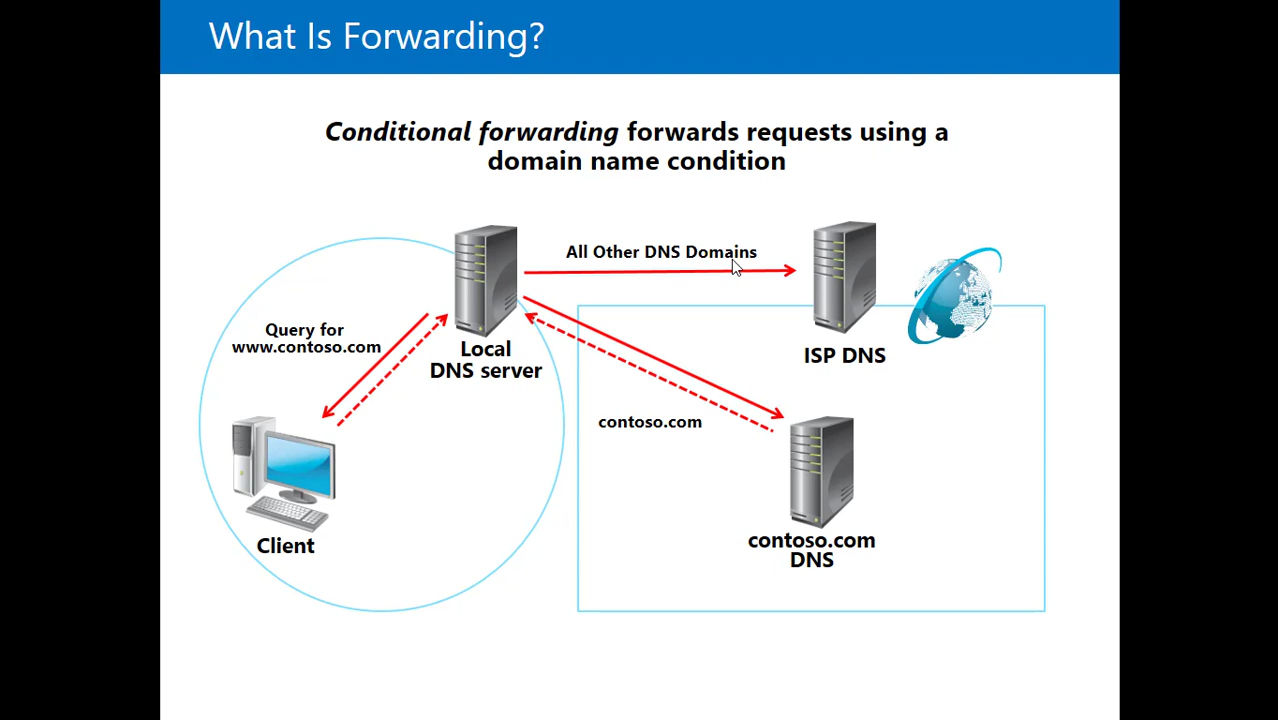 What Is Forwarding?
Conditional forwarding forwards requests using a
domain name condition
All Other DNS Domains
Query for
www.contoso.com
Local
DNS server
ISP DNS
contoso.com
Client
contoso.com
DNS